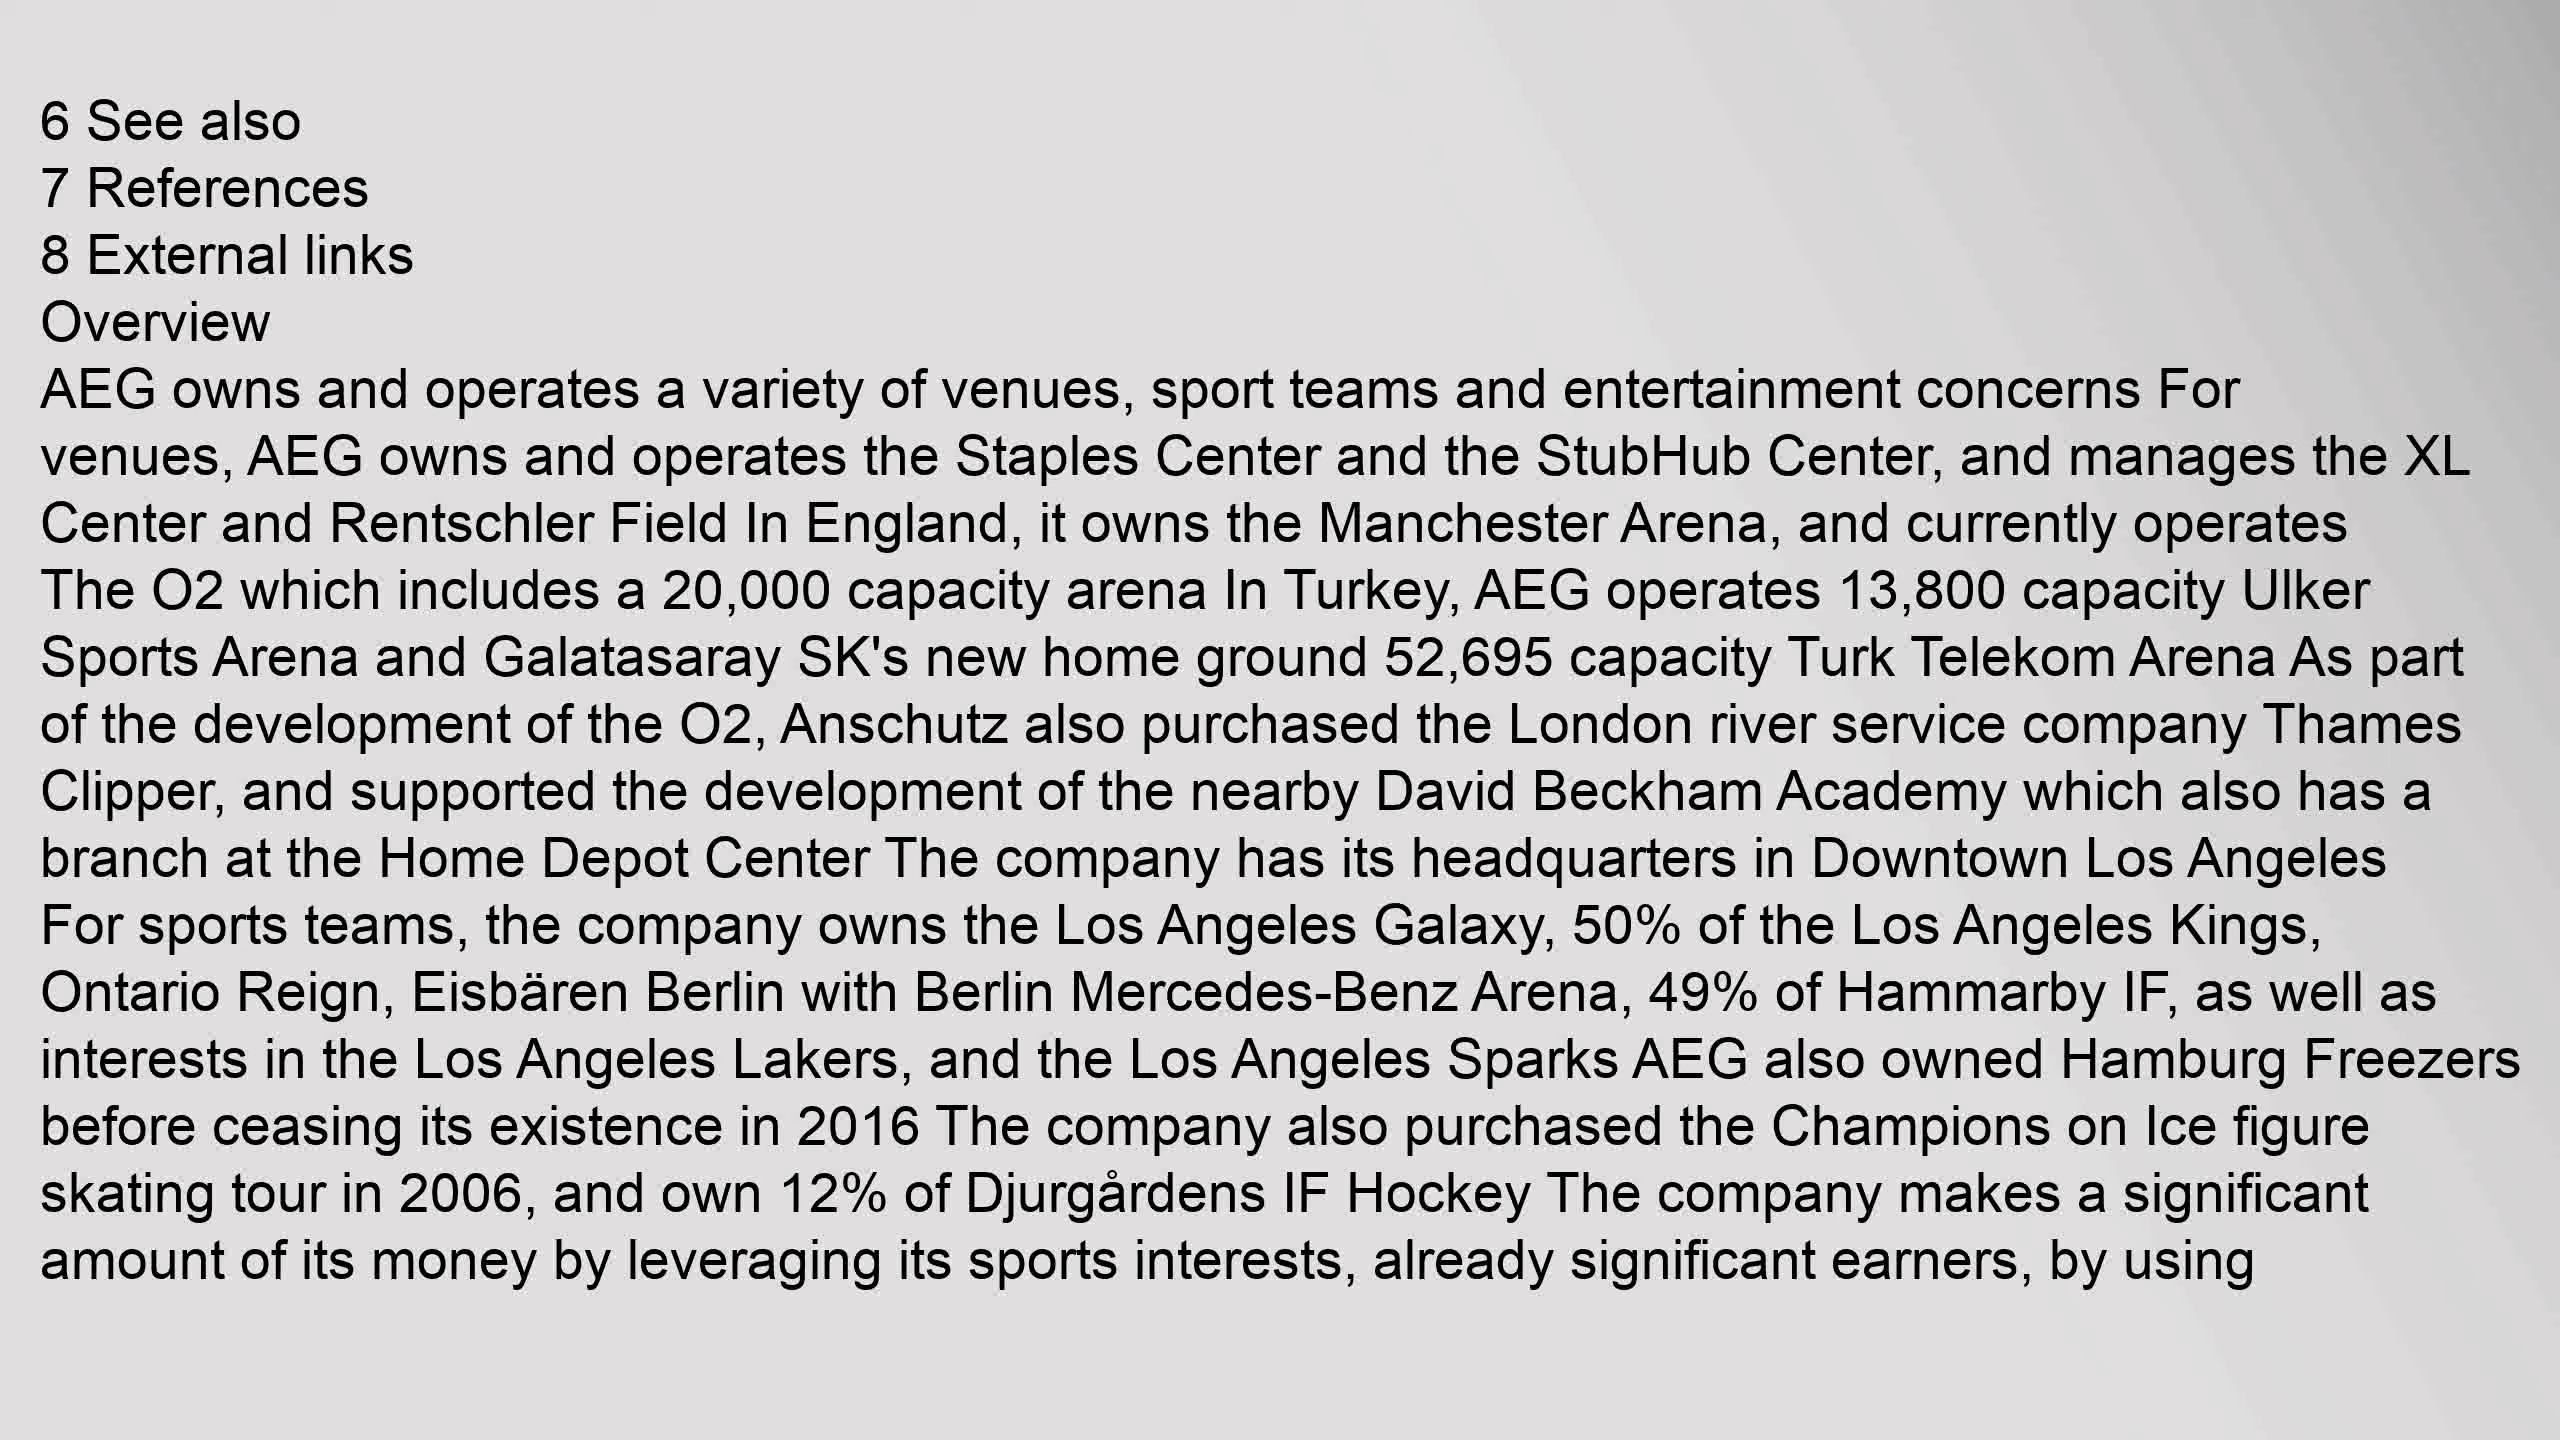 6 See also
7 References
8 External links
Overview
AEG owns and operates a variety of venues, sport teams and entertainment concerns For
venues, AEG owns and operates the Staples Center and the StubHub Center, and manages the XL
Center and Rentschler Field In England, it owns the Manchester Arena, and currently operates
The O2 which includes a 20,000 capacity arena In Turkey, AEG operates 13,800 capacity Ulker
Sports Arena and Galatasaray SK's new home ground 52,695 capacity Turk Telekom Arena As part
of the development of the O2, Anschutz also purchased the London river service company Thames
Clipper, and supported the development of the nearby David Beckham Academy which also has a
branch at the Home Depot Center The company has its headquarters in Downtown Los Angeles
For sports teams, the company owns the Los Angeles Galaxy, 50% of the Los Angeles Kings,
Ontario Reign, Eisbären Berlin with Berlin Mercedes-Benz Arena, 49% of Hammarby IF, as well as
interests in the Los Angeles Lakers, and the Los Angeles Sparks AEG also owned Hamburg Freezers
before ceasing its existence in 2016 The company also purchased the Champions on Ice figure
skating tour in 2006, and own 12% of Djurgårdens IF Hockey The company makes a significant
amount of its money by leveraging its sports interests, already significant earners, by using